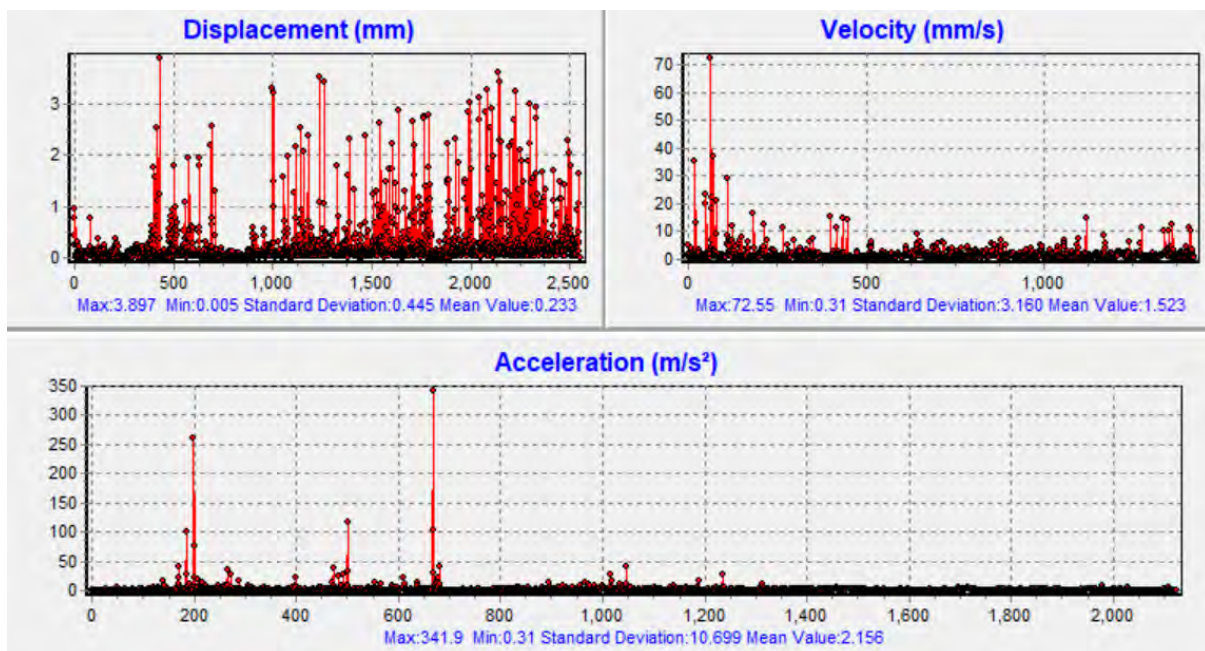 Displacement (mm)
3
2
1
0
0 500 1,000 1,500 2,000 2,500
Max:3.897 Min:0.005 Standard Deviation:0.445 Mean Value:0.233
Velocity (mm/s)
70
60
50
40
30
20
10
0
0 500 1,000
Max:72.55 Min:0.31 Standard Deviation:3.160 Mean Value:1.523
Acceleration (m/s²)
350
300
250
200
150
100
50
0
0 200 400 600 800 1,000 1,200 1,400 1,600 1,800 2,000
Max:341.9 Min:0.31 Standard Deviation:10.699 Mean Value:2.156